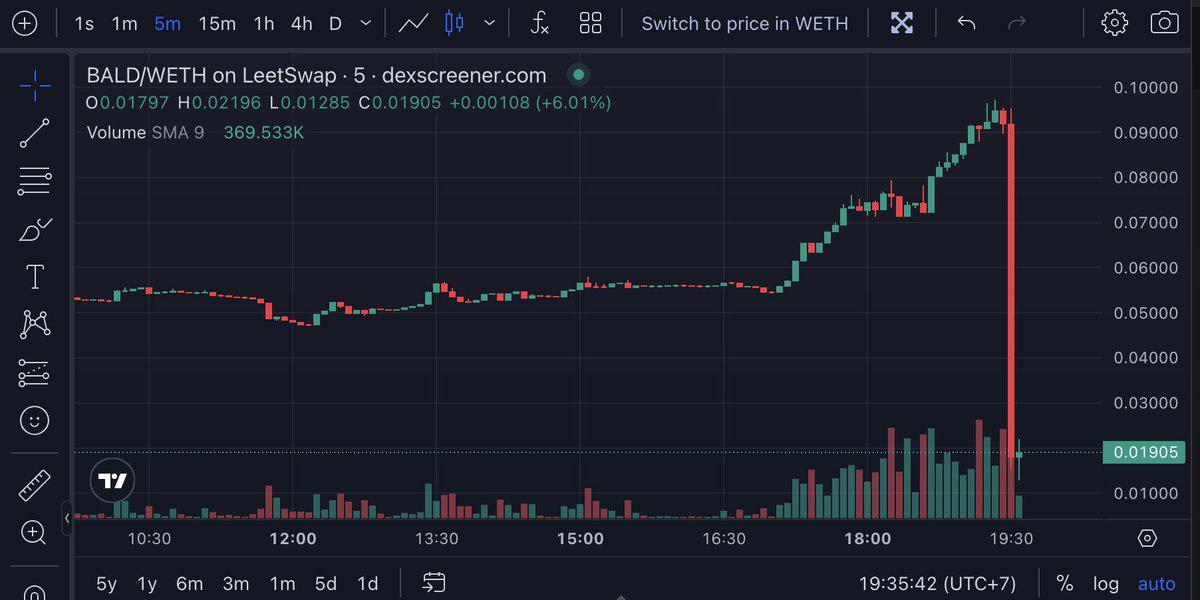 1s 1m 5m 15m 1h 4h D Switch to price in WETH
BALD/WETH on LeetSwap · 5 · dexscreener.com
O0.01797 H0.02196 L0.01285 C0.01905 +0.00108 (+6.01%)
Volume SMA 9 369.533K
0.10000
0.09000
0.08000
0.07000
0.06000
0.05000
0.04000
0.03000
0.01905
0.01000
10:30 12:00 13:30 15:00 16:30 18:00 19:30
5y 1y 6m 3m 1m 5d 1d 19:35:42 (UTC+7) % log auto